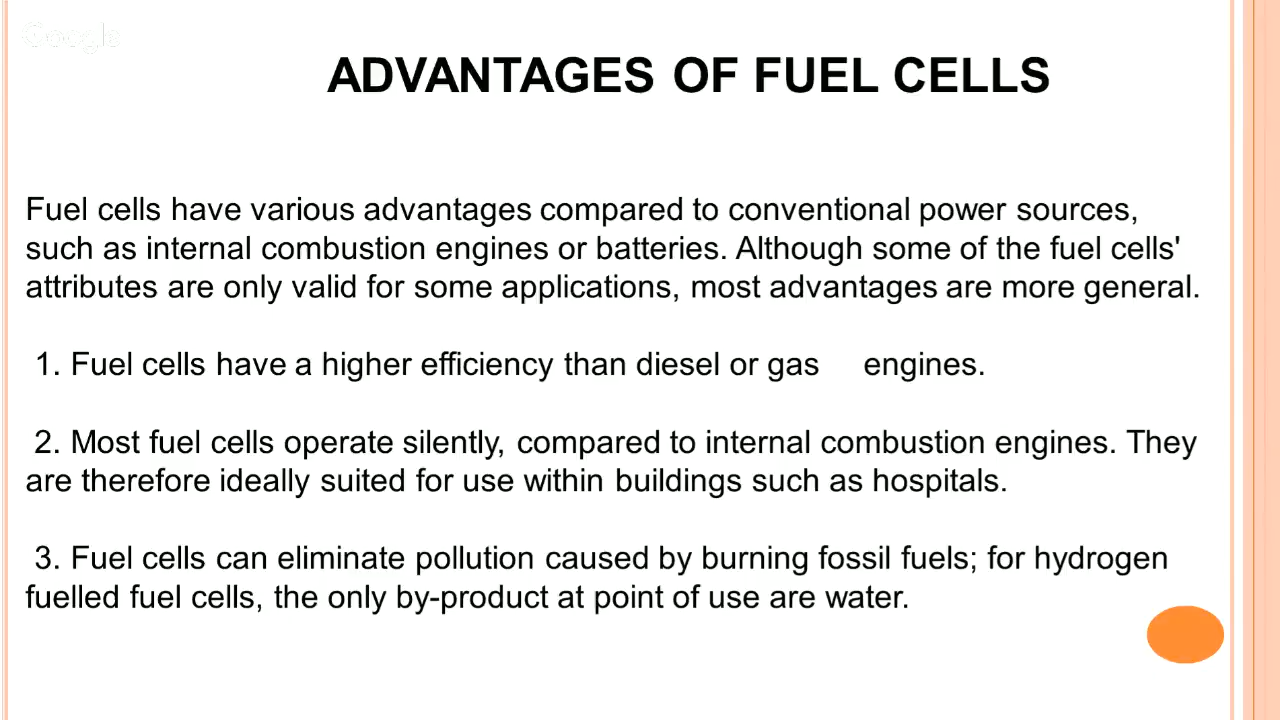 Google
ADVANTAGES OF FUEL CELLS
Fuel cells have various advantages compared to conventional power sources,
such as internal combustion engines or batteries. Although some of the fuel cells'
attributes are only valid for some applications, most advantages are more general.
1. Fuel cells have a higher efficiency than diesel or gas engines.
2. Most fuel cells operate silently, compared to internal combustion engines. They
are therefore ideally suited for use within buildings such as hospitals.
3. Fuel cells can eliminate pollution caused by burning fossil fuels; for hydrogen
fuelled fuel cells, the only by-product at point of use are water.